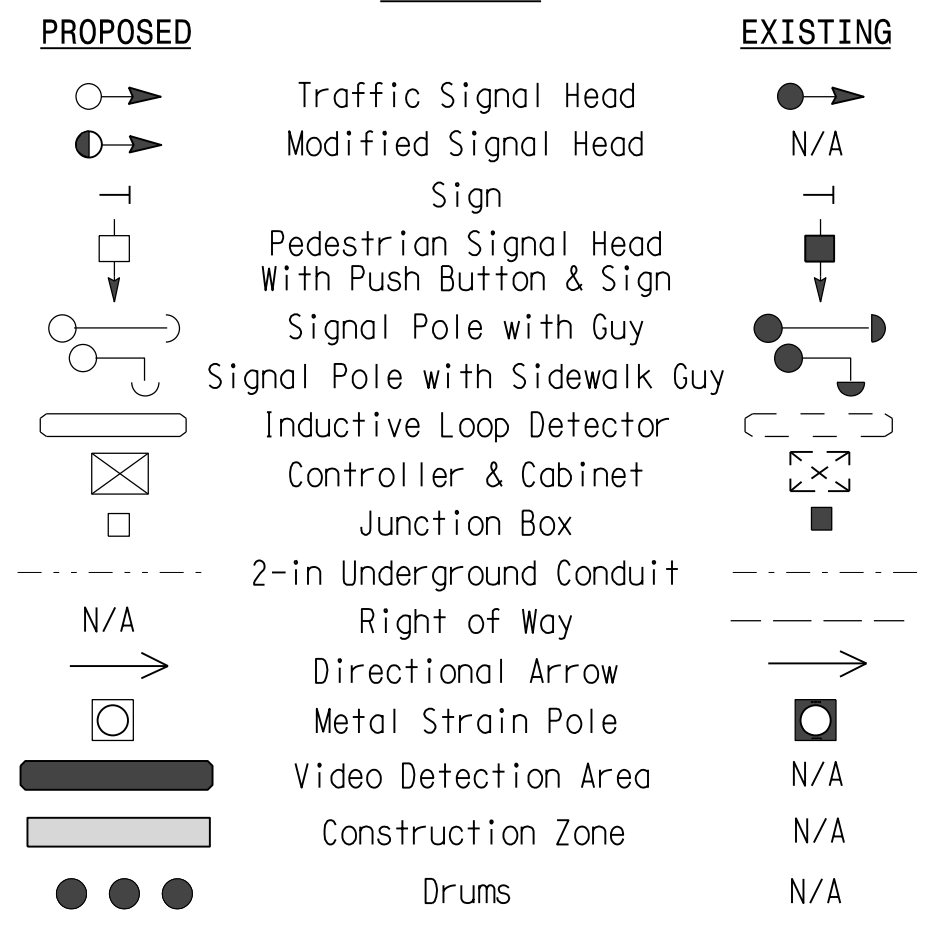 PROPOSED EXISTING
Traffic Signal Head
Modified Signal Head N/A
Sign
Pedestrian Signal Head
With Push Button & Sign
Signal Pole with Guy
Signal Pole with Sidewalk Guy
Inductive Loop Detector
Controller & Cabinet
Junction Box
2-in Underground Conduit
N/A Right of Way
Directional Arrow
Metal Strain Pole
Video Detection Area N/A
Construction Zone N/A
Drums N/A